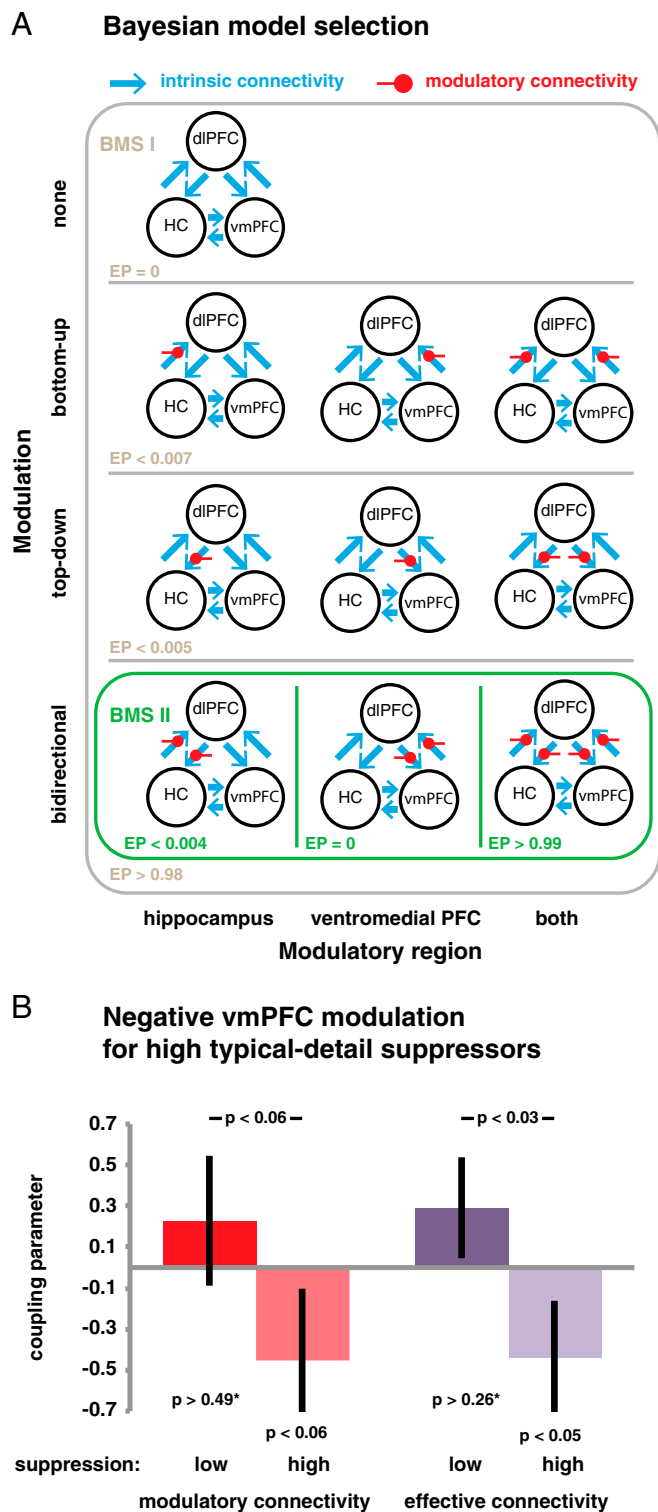 A Bayesian model selection
intrinsic connectivity modulatory connectivity
BMS I
dlPFC
HC vmPFC
none
EP = 0
dlPFC dlPFC dlPFC
HC vmPFC HC vmPFC HC vmPFC
bottom-up
EP < 0.007
Modulation
dlPFC dlPFC dlPFC
HC vmPFC HC vmPFC HC vmPFC
top-down
EP < 0.005
BMS II
dlPFC dlPFC dlPFC
HC vmPFC HC vmPFC HC vmPFC
bidirectional
EP < 0.004 EP = 0 EP > 0.99
EP > 0.98
hippocampus ventromedial PFC both
Modulatory region
B Negative vmPFC modulation
for high typical-detail suppressors
p < 0.06 p < 0.03
0.7
0.5
0.3
0.1
-0.1
-0.3
-0.5
-0.7
coupling parameter
p > 0.49* p > 0.26*
p < 0.06 p < 0.05
suppression: low high low high
modulatory connectivity effective connectivity